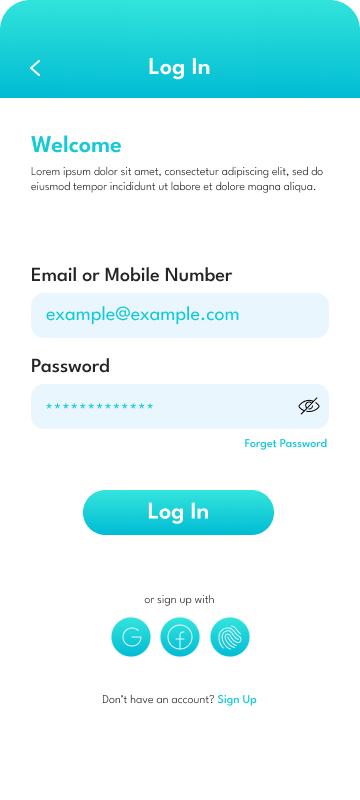 Log In
Welcome
Lorem ipsum dolor sit amet, consectetur adipiscing elit, sed do
eiusmod tempor incididunt ut labore et dolore magna aliqua.
Email or Mobile Number
example@example.com
Password
*************
Forget Password
Log In
or sign up with
G f
Don't have an account? Sign Up